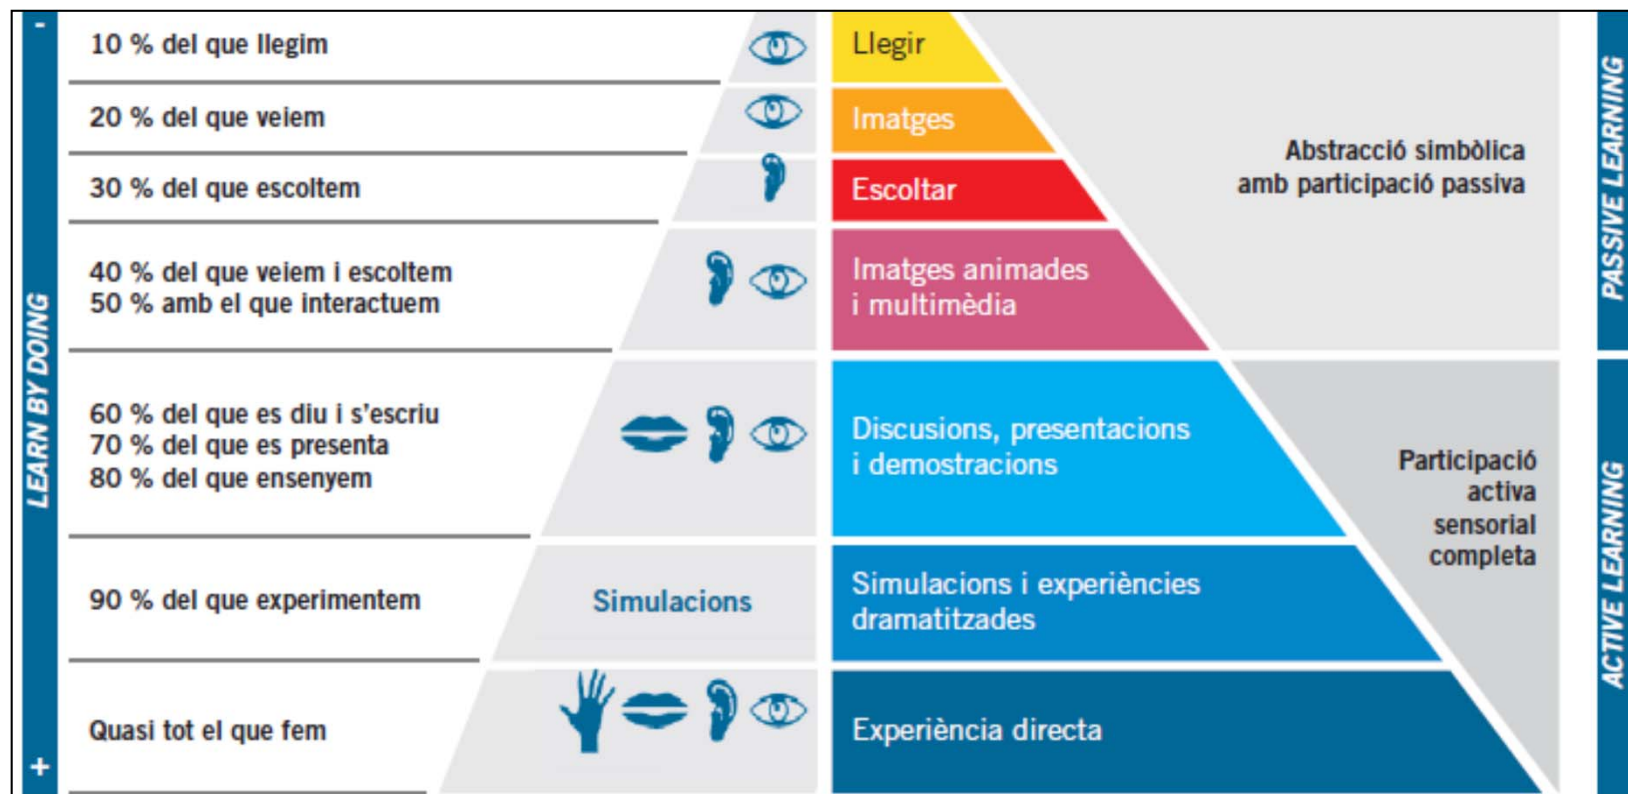 -
LEARN BY DOING
+
10 % del que llegim
Llegir
20 % del que veiem
Imatges
30 % del que escoltem
Escoltar
40 % del que veiem i escoltem
50 % amb el que interactuem
Imatges animades
i multimèdia
Abstracció simbòlica
amb participació passiva
PASSIVE LEARNING
60 % del que es diu i s'escriu
70 % del que es presenta
80 % del que ensenyem
Discusions, presentacions
i demostracions
90 % del que experimentem
Simulacions
Simulacions i experiències
dramatitzades
Participació
activa
sensorial
completa
ACTIVE LEARNING
Quasi tot el que fem
Experiència directa